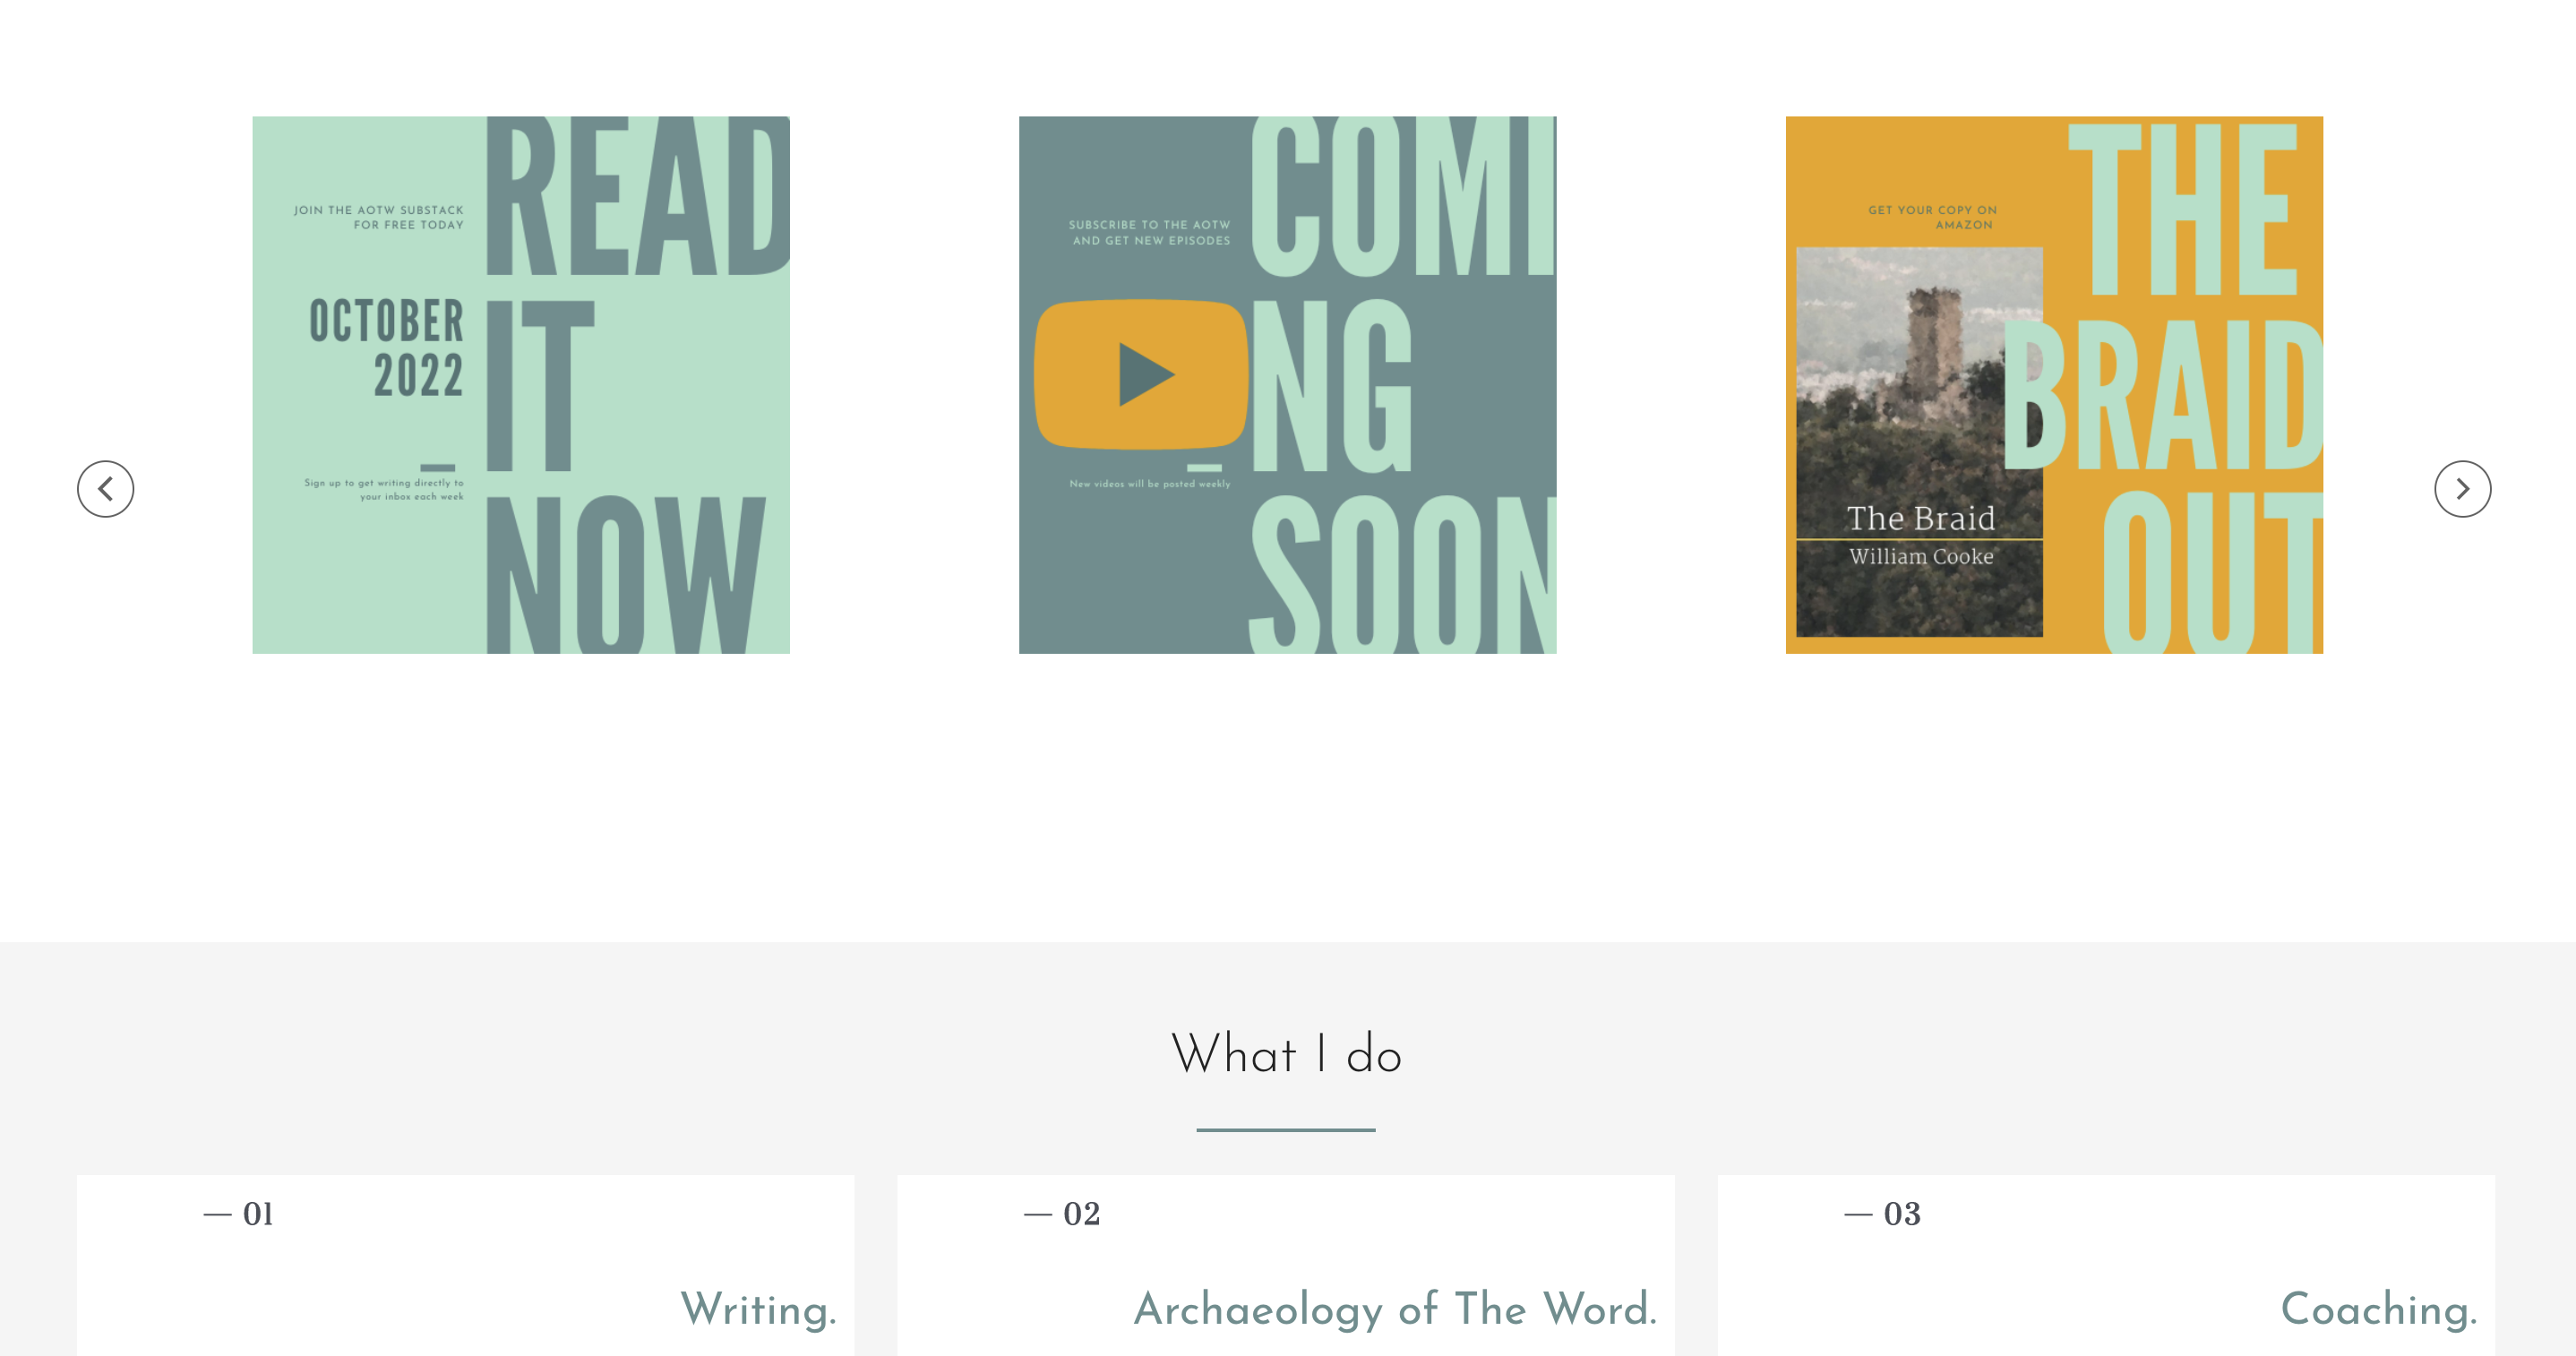 JOIN THE AOTW SUBSTACK
FOR FREE TODAY
OCTOBER
2022
Sign up to get writing directly to
your inbox each week
READ
IT
NOW
SUBSCRIBE TO THE AOTW
AND GET NEW EPISODES
New videos will be posted weekly
COMI
NG
SOON
GET YOUR COPY ON
AMAZON
The Braid
William Cooke
THE
BRAID
OUT
What I do
— 01
Writing.
— 02
Archaeology of The Word.
— 03
Coaching.